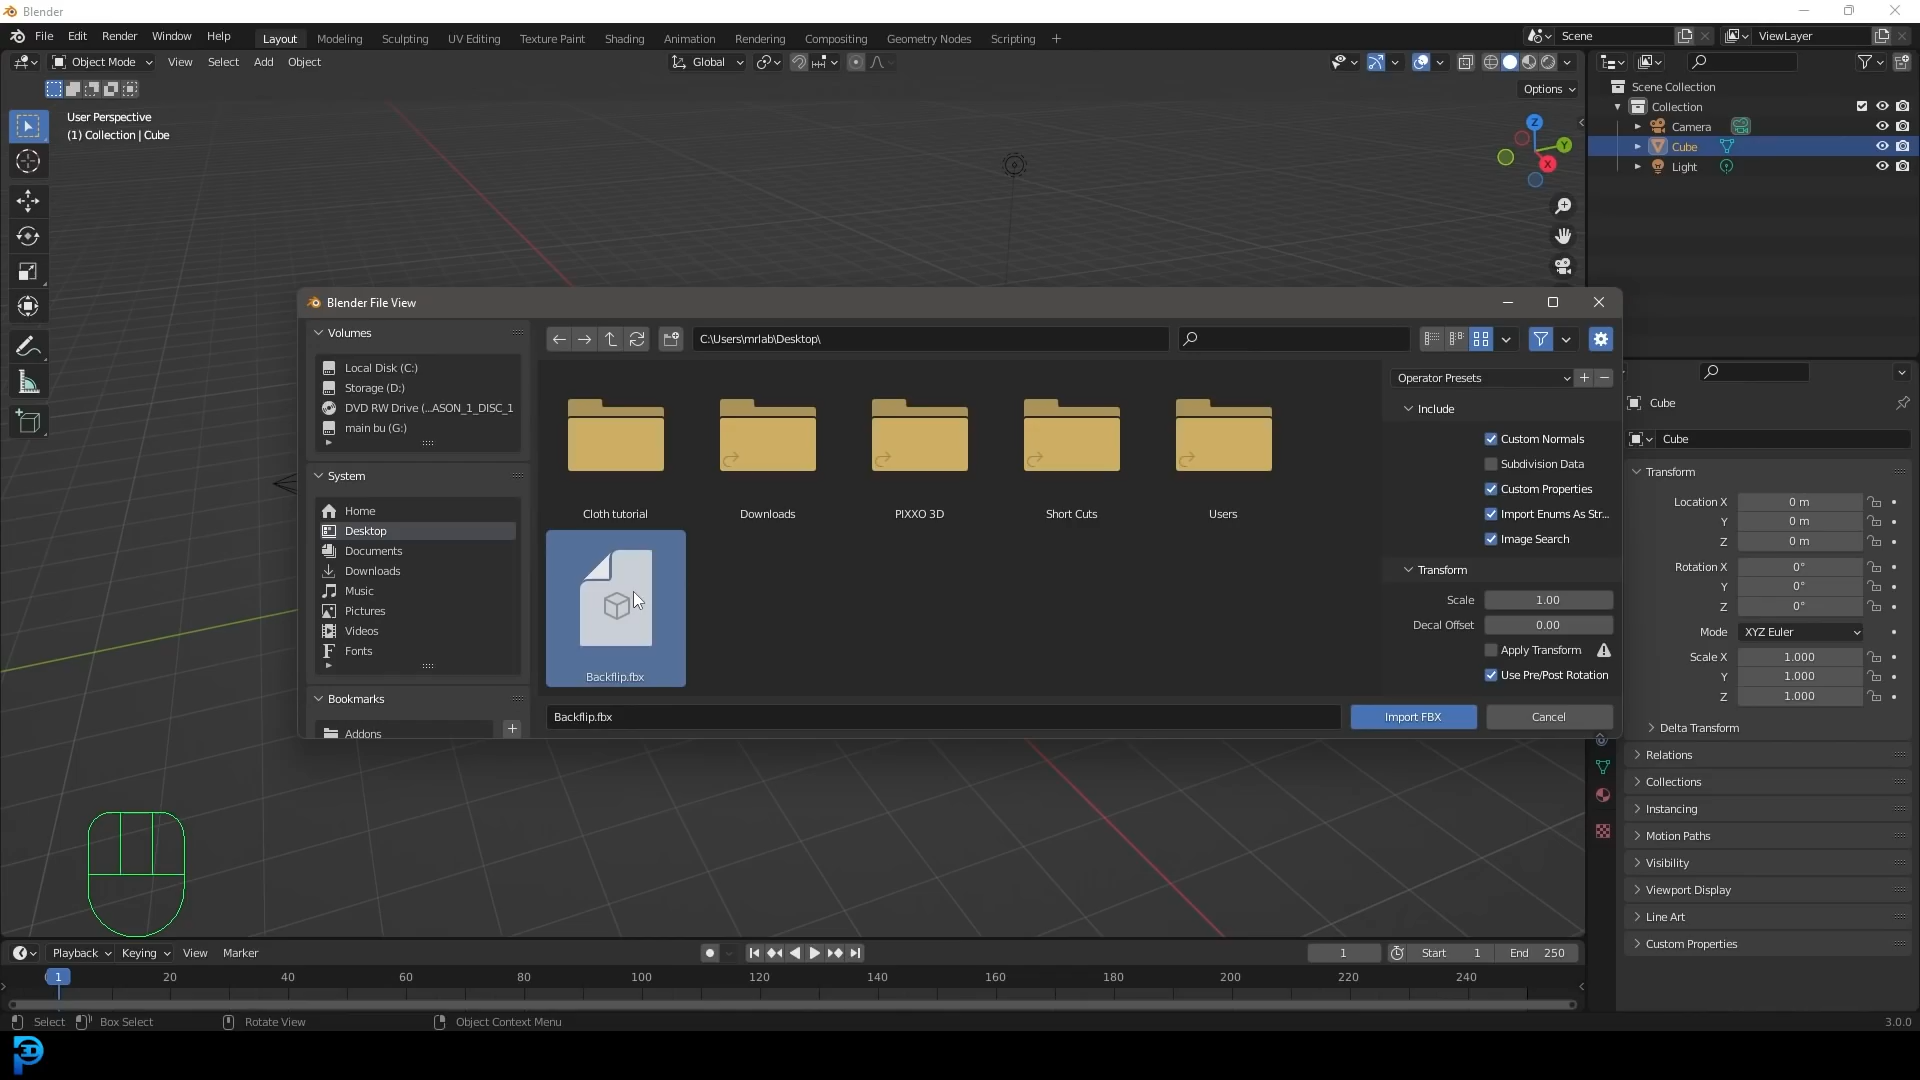 Blender
File Edit Render Window Help Layout Modeling Sculpting UV Editing Texture Paint Shading Animation Rendering Compositing Geometry Nodes Scripting + Scene ViewLayer
Object Mode View Select Add Object Global
Options
User Perspective
(1) Collection | Cube
Z
Y
X
Scene Collection
Collection
Camera
Cube
Light
Blender File View
Volumes
Local Disk (C:)
Storage (D:)
DVD RW Drive (...ASON_1_DISC_1
main bu (G:)
System
Home
Desktop
Documents
Downloads
Music
Pictures
Videos
Fonts
Bookmarks
Addons
C:\Users\mrlab\Desktop\
Cloth tutorial Downloads PIXXO 3D Short Cuts Users
Backflip.fbx
Backflip.fbx
Operator Presets
Include
Custom Normals
Subdivision Data
Custom Properties
Import Enums As Str...
Image Search
Transform
Scale 1.00
Decal Offset 0.00
Apply Transform
Use Pre/Post Rotation
Import FBX Cancel
Cube
Cube
Transform
Location X 0 m
Y 0 m
Z 0 m
Rotation X 0°
Y 0°
Z 0°
Mode XYZ Euler
Scale X 1.000
Y 1.000
Z 1.000
Delta Transform
Relations
Collections
Instancing
Motion Paths
Visibility
Viewport Display
Line Art
Custom Properties
Playback Keying View Marker 1 Start 1 End 250
1 20 40 60 80 100 120 140 160 180 200 220 240
Select Box Select Rotate View Object Context Menu 3.0.0